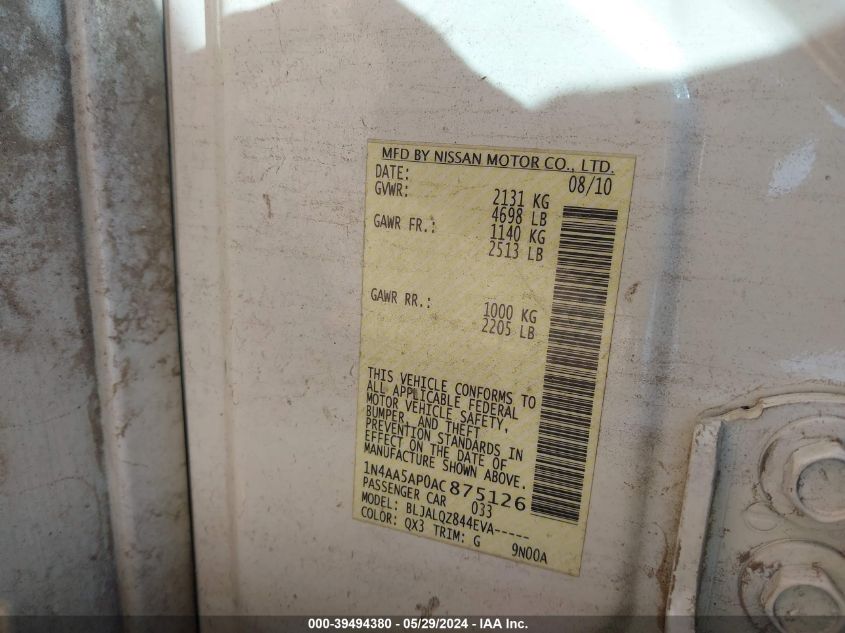 MFD BY NISSAN MOTOR CO., LTD.
DATE: 08/10
GVWR: 2131 KG
4698 LB
GAWR FR.: 1140 KG
2513 LB
GAWR RR.: 1000 KG
2205 LB
THIS VEHICLE CONFORMS TO
ALL APPLICABLE FEDERAL
MOTOR VEHICLE SAFETY,
BUMPER, AND THEFT
PREVENTION STANDARDS IN
EFFECT ON THE DATE OF
MANUFACTURE SHOWN ABOVE.
1N4AA5AP0AC875126
PASSENGER CAR 033
MODEL: BLJALQZ844EVA-----
COLOR: QX3 TRIM: G 9N00A
000-39494380 - 05/29/2024 - IAA Inc.